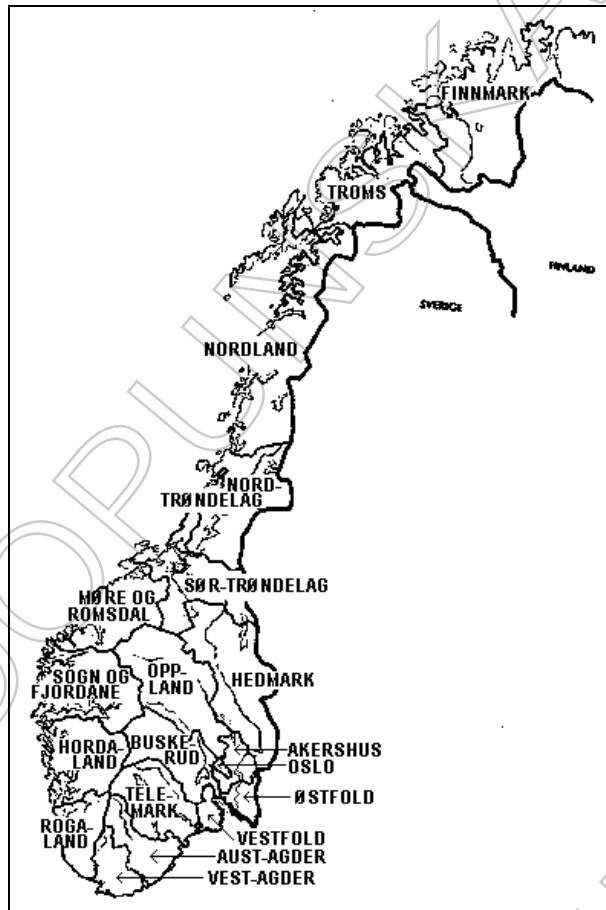 FINNMARK
TROMS
FINLAND
SVERIGE
NORDLAND
NORD-
TRØNDELAG
SØR-TRØNDELAG
MØRE OG
ROMSDAL
SOGN OG
FJORDANE
OPP-
LAND
HEDMARK
HORDA-
LAND
BUSKE-
RUD
AKERSHUS
OSLO
TELE-
MARK
ØSTFOLD
ROGA-
LAND
VESTFOLD
AUST-AGDER
VEST-AGDER